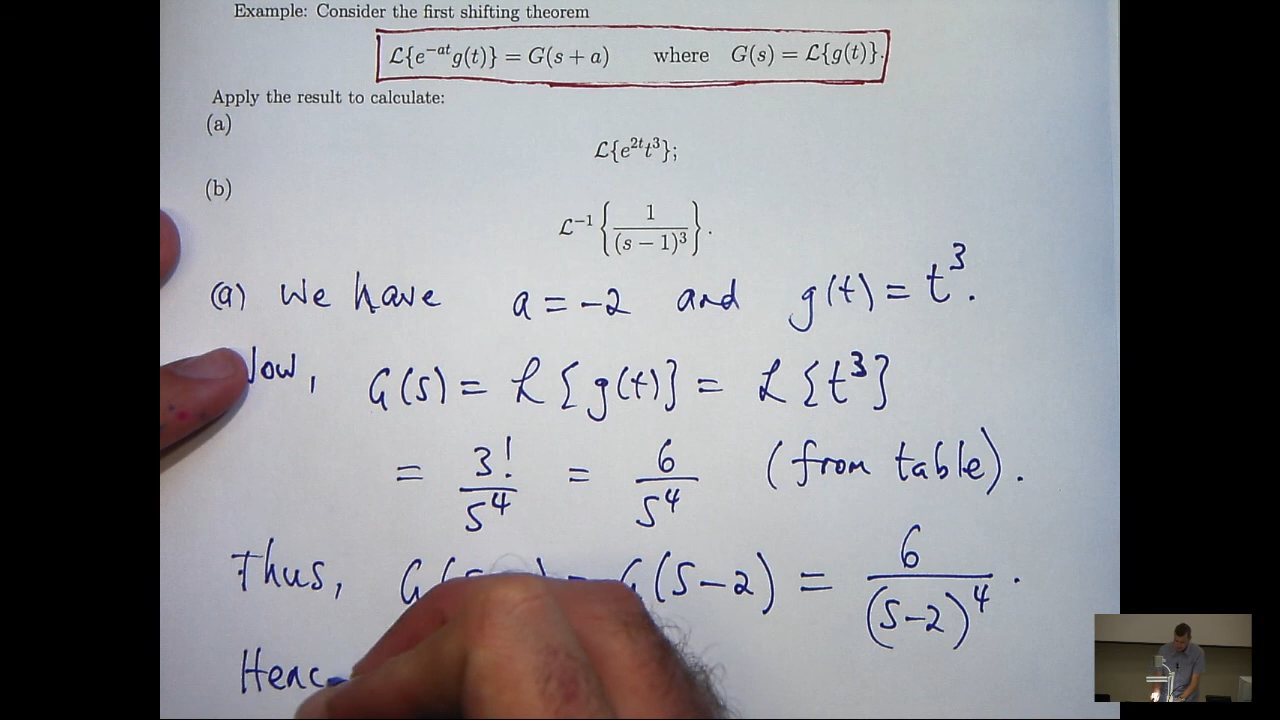 Example: Consider the first shifting theorem
ℒ{e^{-at}g(t)} = G(s + a) where G(s) = ℒ{g(t)}.
Apply the result to calculate:
(a)
ℒ{e^{2t}t^3};
(b)
ℒ^{-1}{1/(s − 1)^3}.
(a) We have a = -2 and g(t) = t^3.
Now, G(s) = ℒ{g(t)} = ℒ{t^3}
= 3!/s^4 = 6/s^4 (from table).
Thus, G(s = G(s-2) = 6/(s-2)^4.
Henc